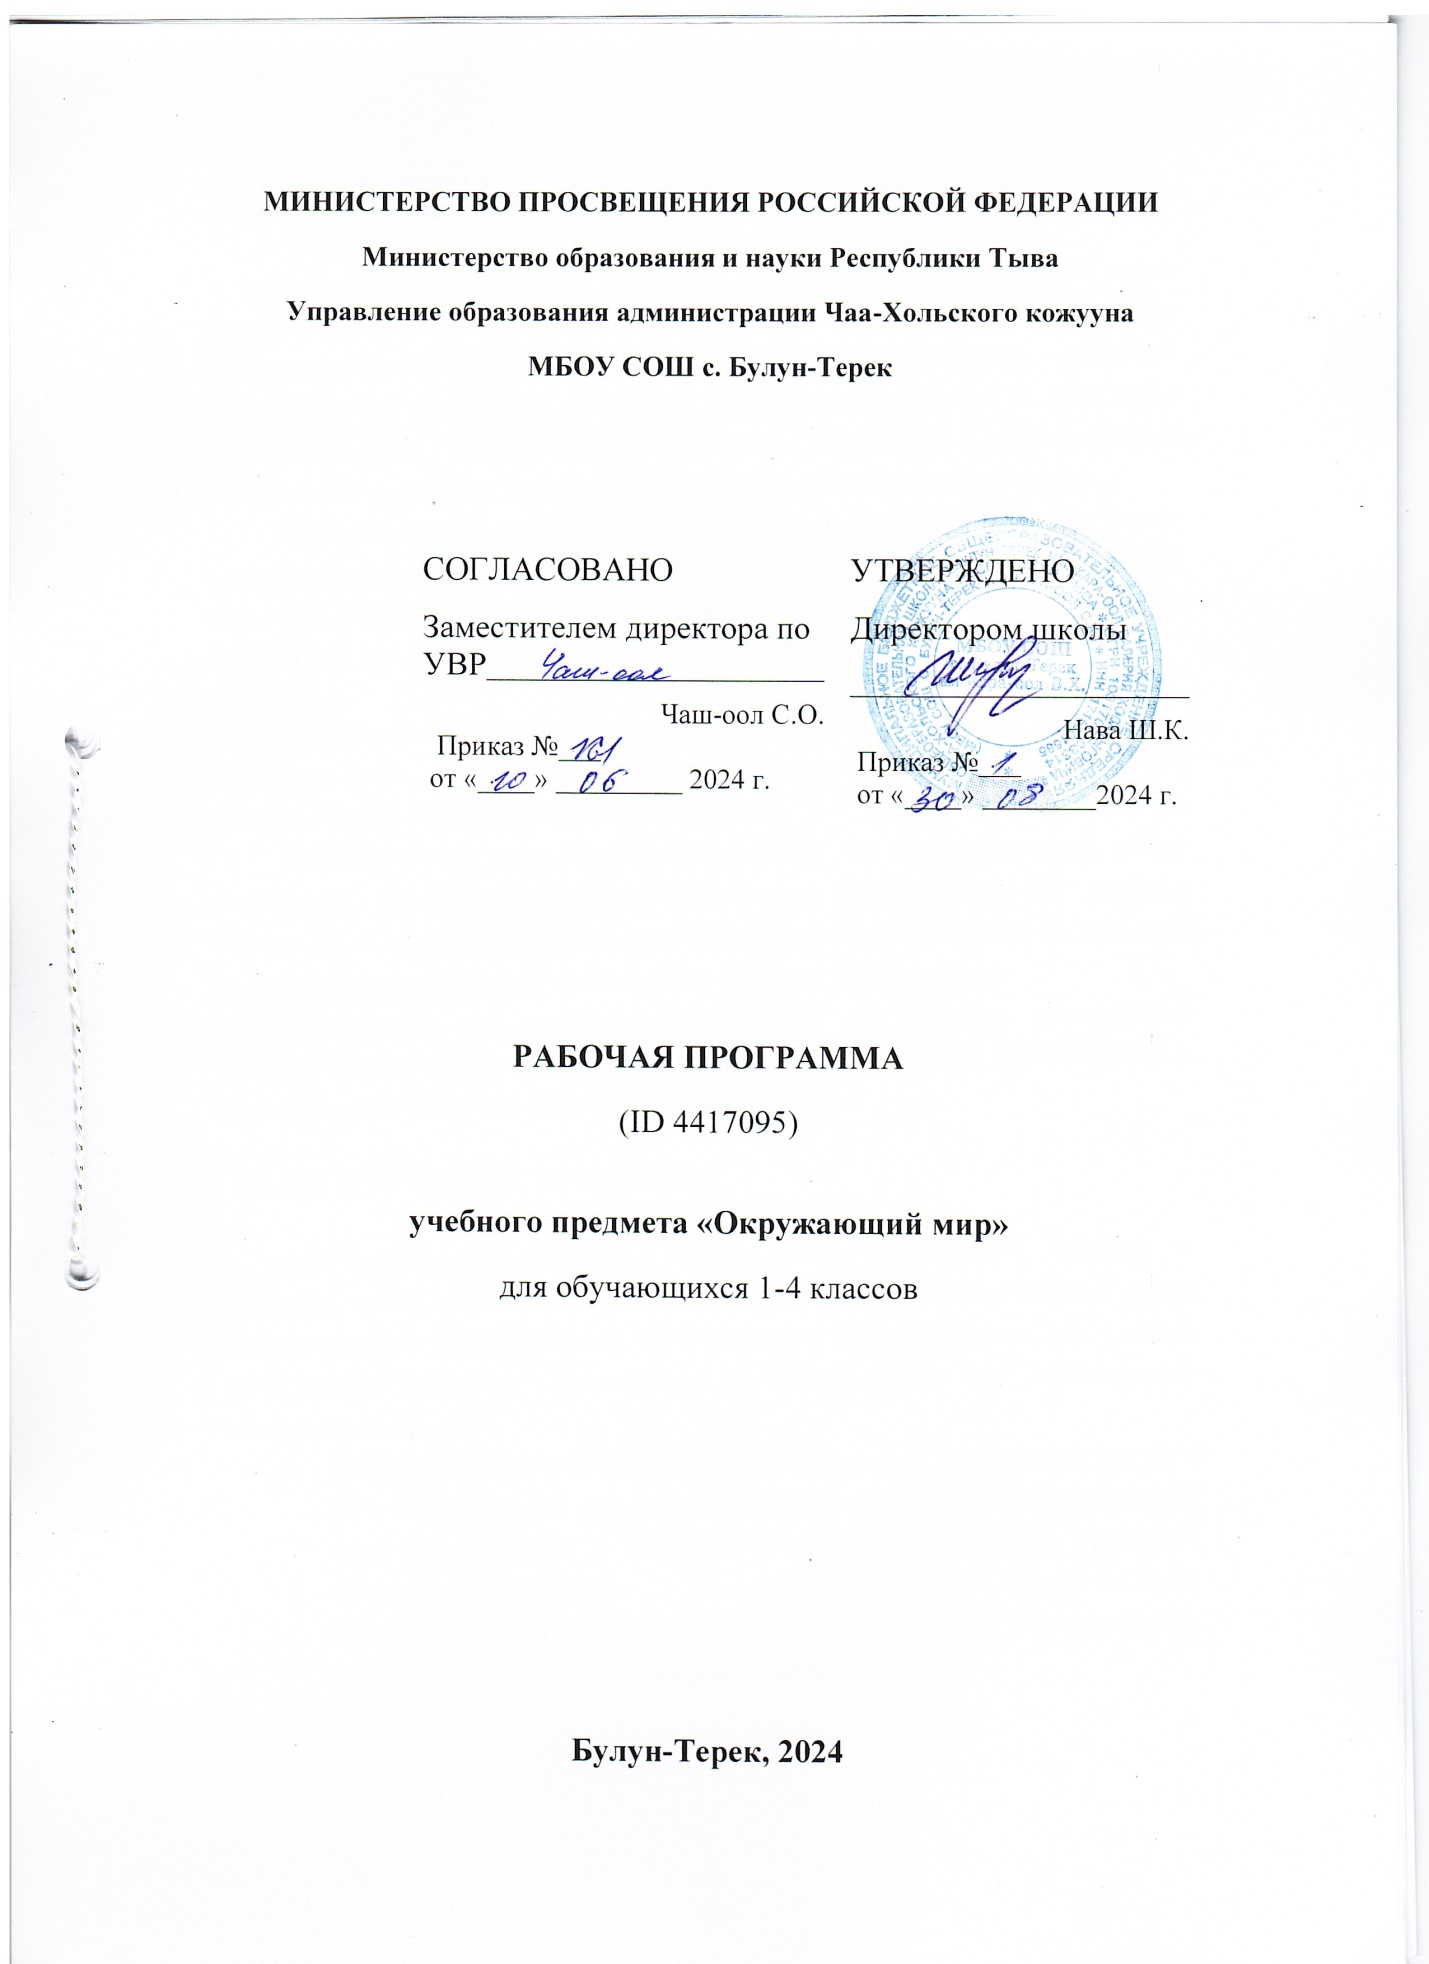 МИНИСТЕРСТВО ПРОСВЕЩЕНИЯ РОССИЙСКОЙ ФЕДЕРАЦИИ
Министерство образования и науки Республики Тыва
Управление образования администрации Чаа-Хольского кожууна
МБОУ СОШ с. Булун-Терек
СОГЛАСОВАНО
Заместителем директора по
УВР Чаш-оол
Чаш-оол С.О.
Приказ № 161
от «10» 06 2024 г.
УТВЕРЖДЕНО
Директором школы
Нава Ш.К.
Приказ № 1
от «30» 08 2024 г.
РАБОЧАЯ ПРОГРАММА
(ID 4417095)
учебного предмета «Окружающий мир»
для обучающихся 1-4 классов
Булун-Терек, 2024